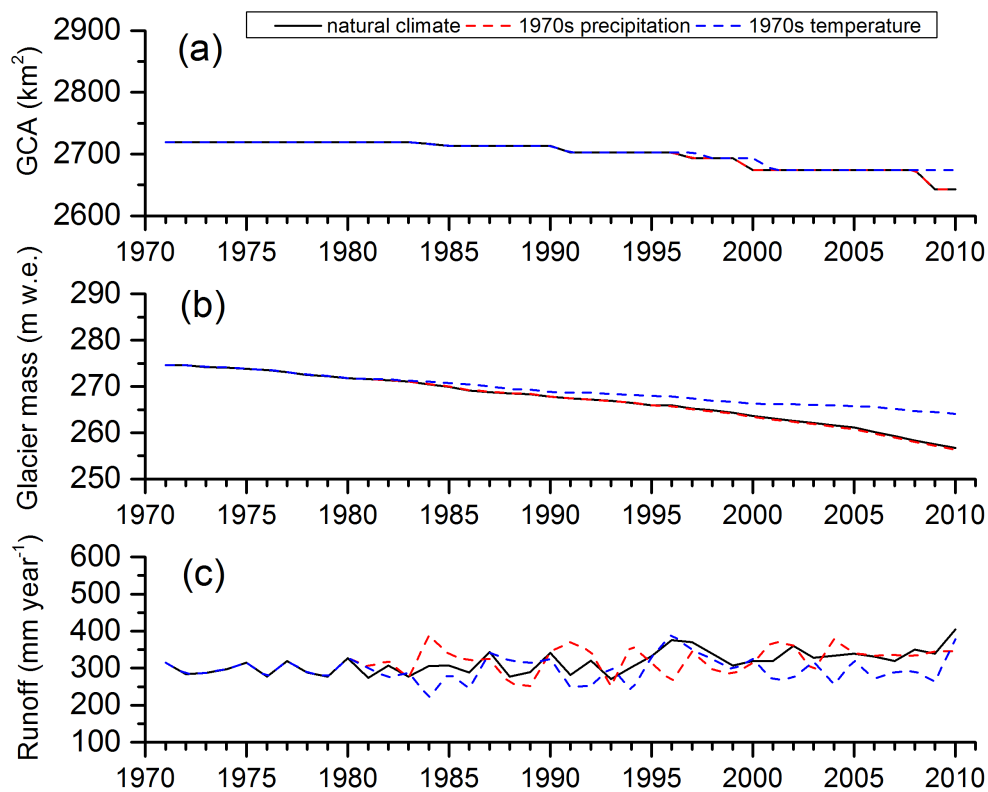 natural climate 1970s precipitation 1970s temperature
(a)
GCA (km²)
2900
2800
2700
2600
1970 1975 1980 1985 1990 1995 2000 2005 2010
(b)
Glacier mass (m w.e.)
290
280
270
260
250
1970 1975 1980 1985 1990 1995 2000 2005 2010
(c)
Runoff (mm year⁻¹)
600
500
400
300
200
100
1970 1975 1980 1985 1990 1995 2000 2005 2010